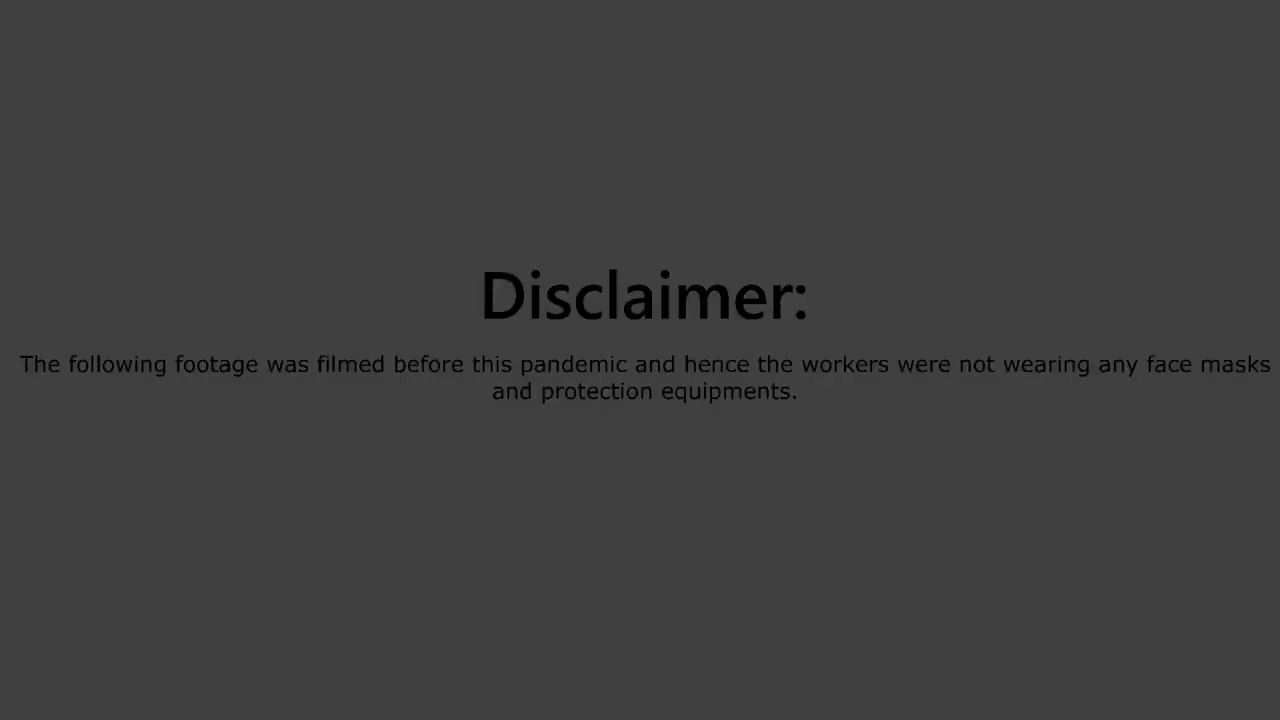 Disclaimer:
The following footage was filmed before this pandemic and hence the workers were not wearing any face masks
and protection equipments.